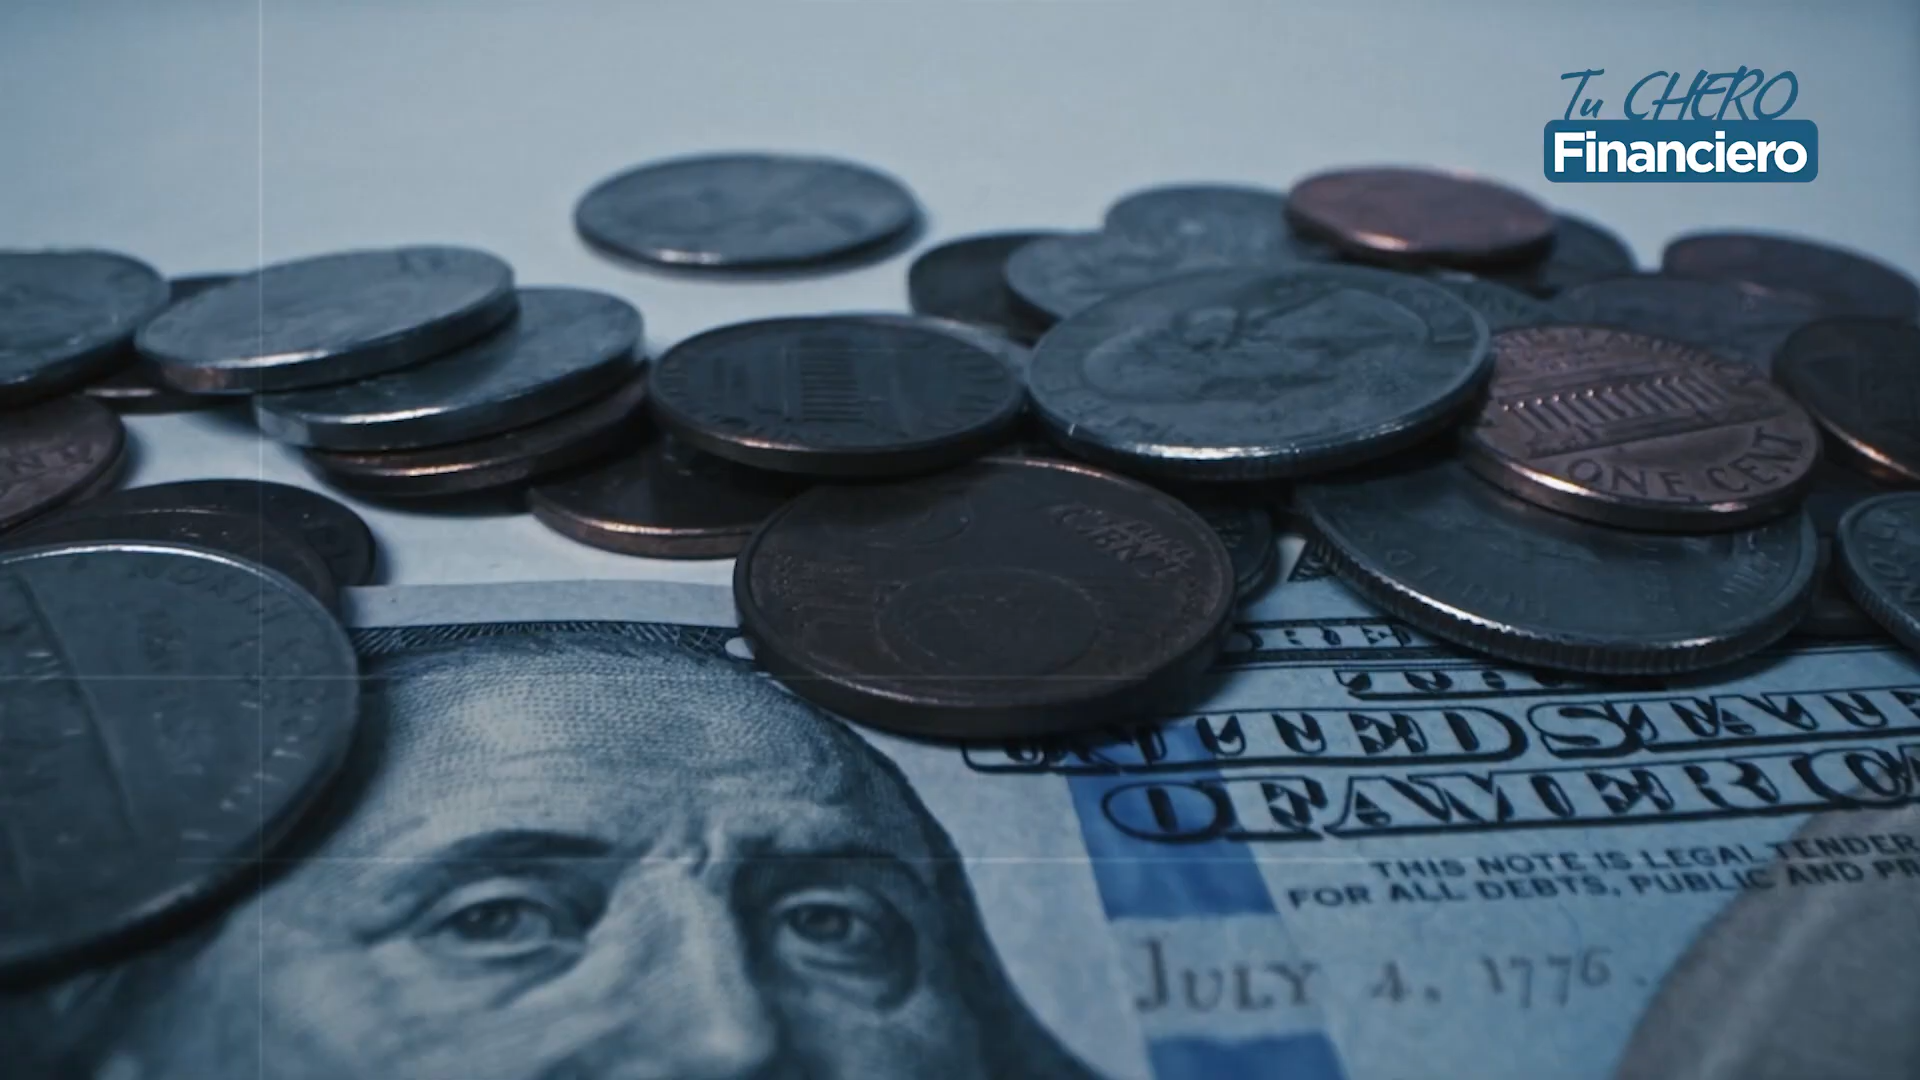 Tu CHERO
Financiero
ONE CENT
UNITED STATES
OF AMERICA
THIS NOTE IS LEGAL TENDER
FOR ALL DEBTS, PUBLIC AND PR
JULY 4, 1776.